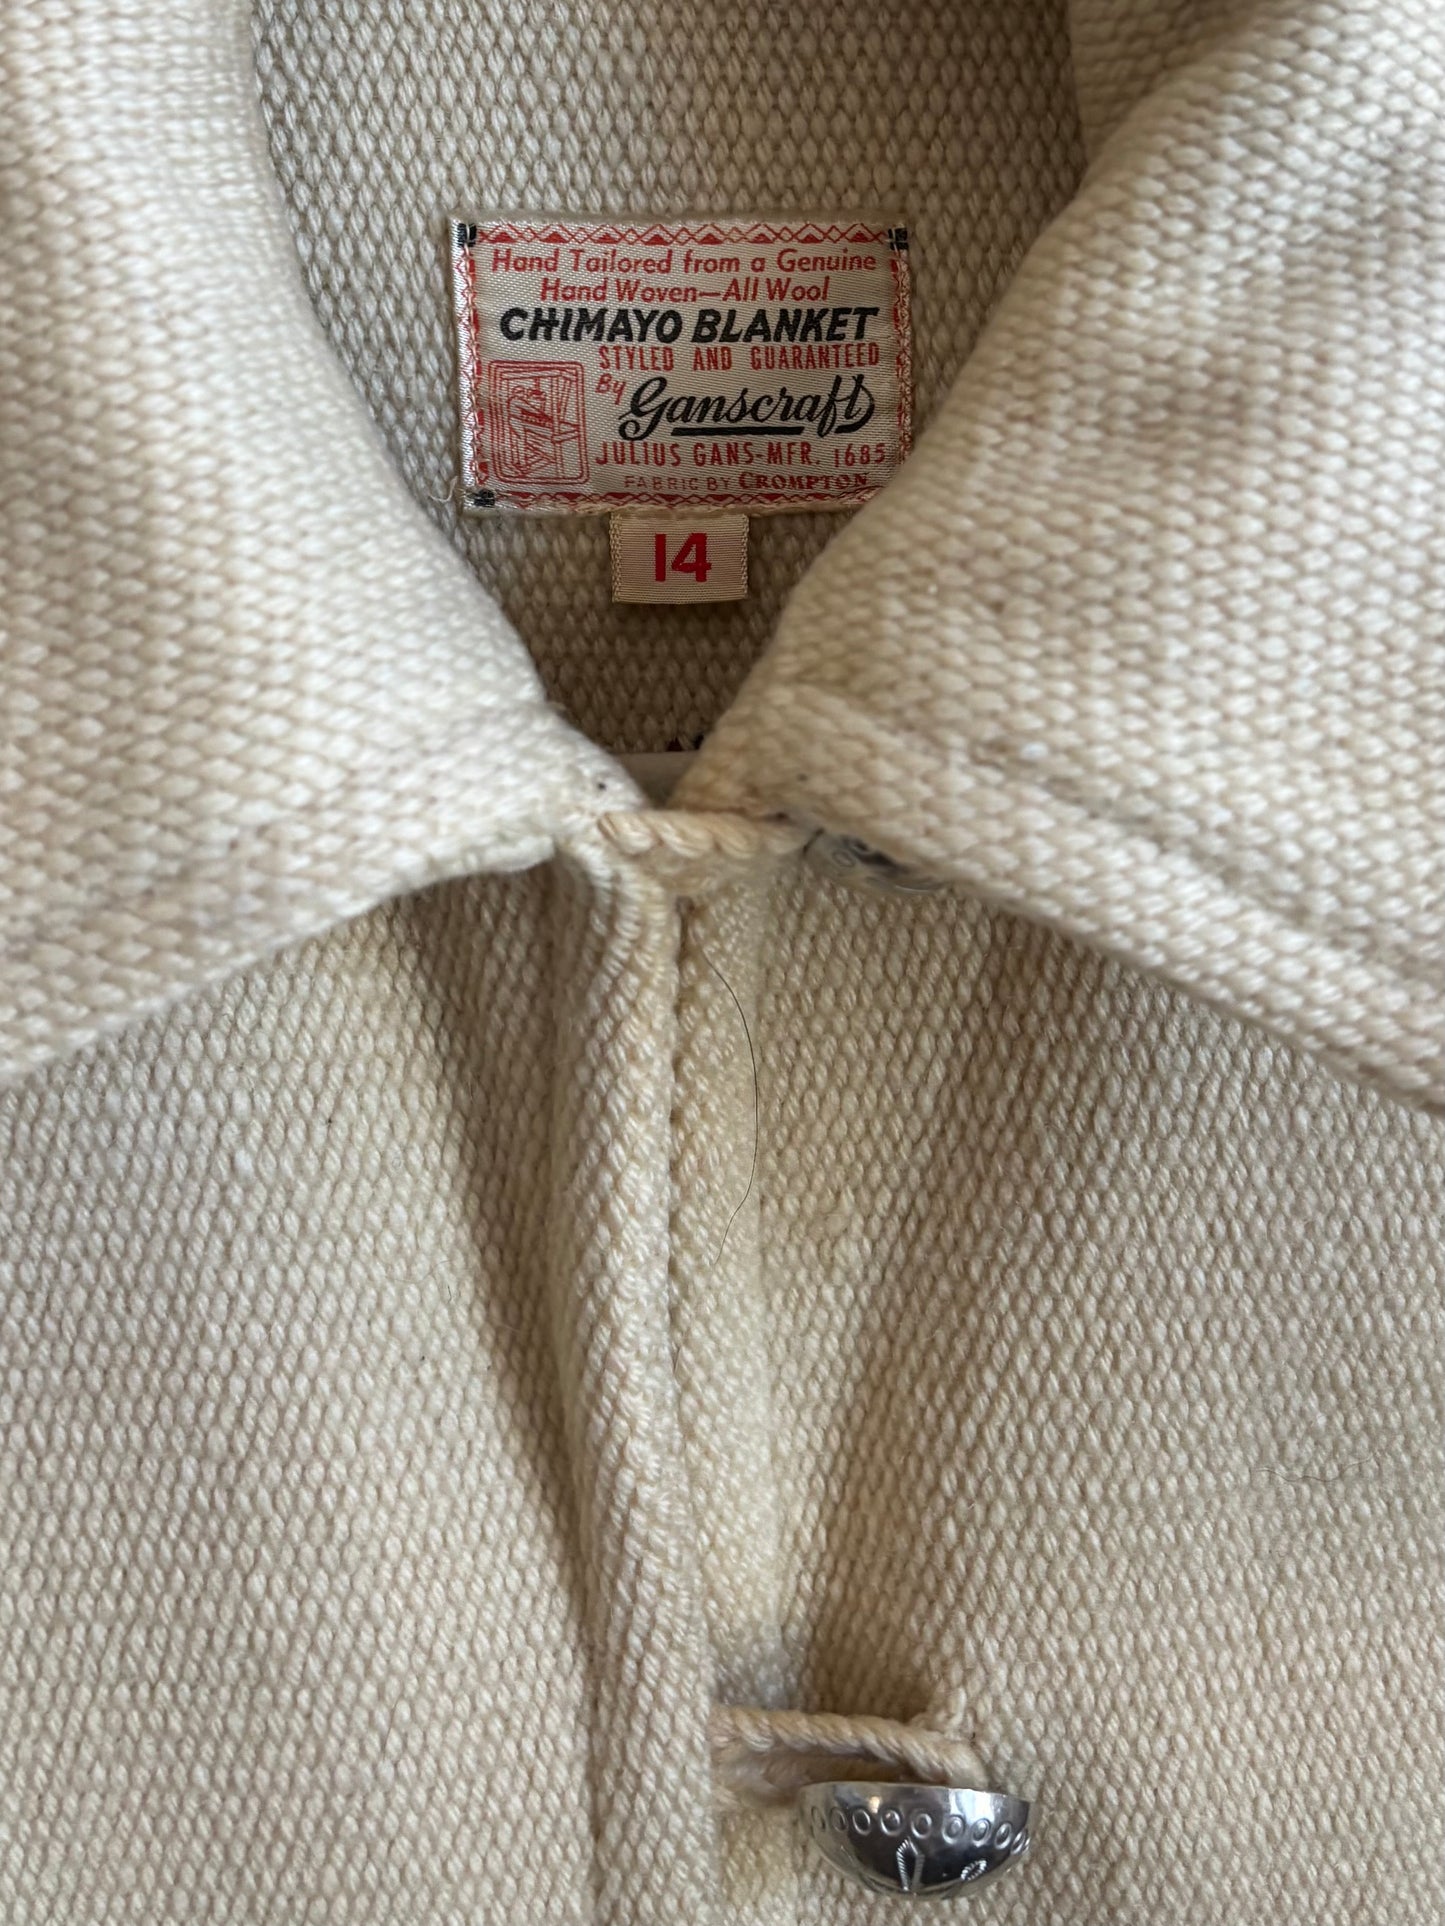 Hand Tailored from a Genuine
Hand Woven—All Wool
CHIMAYO BLANKET
STYLED AND GUARANTEED
By Ganscraft
JULIUS GANS-MFR. 1685
FABRIC BY CROMPTON
14